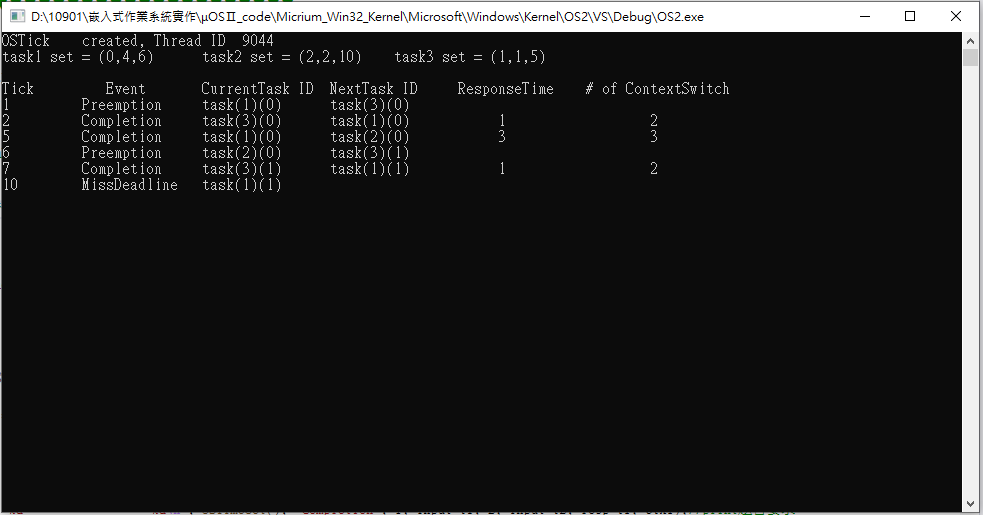 D:\10901\嵌入式作業系統實作\μOSⅡ_code\Micrium_Win32_Kernel\Microsoft\Windows\Kernel\OS2\VS\Debug\OS2.exe
OSTick created, Thread ID 9044
task1 set = (0,4,6) task2 set = (2,2,10) task3 set = (1,1,5)
Tick Event CurrentTask ID NextTask ID ResponseTime # of ContextSwitch
1 Preemption task(1)(0) task(3)(0)
2 Completion task(3)(0) task(1)(0) 1 2
5 Completion task(1)(0) task(2)(0) 3 3
6 Preemption task(2)(0) task(3)(1)
7 Completion task(3)(1) task(1)(1) 1 2
10 MissDeadline task(1)(1)